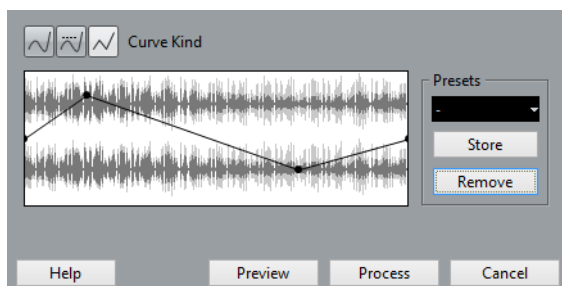 Curve Kind
Presets
-
Store
Remove
Help
Preview
Process
Cancel